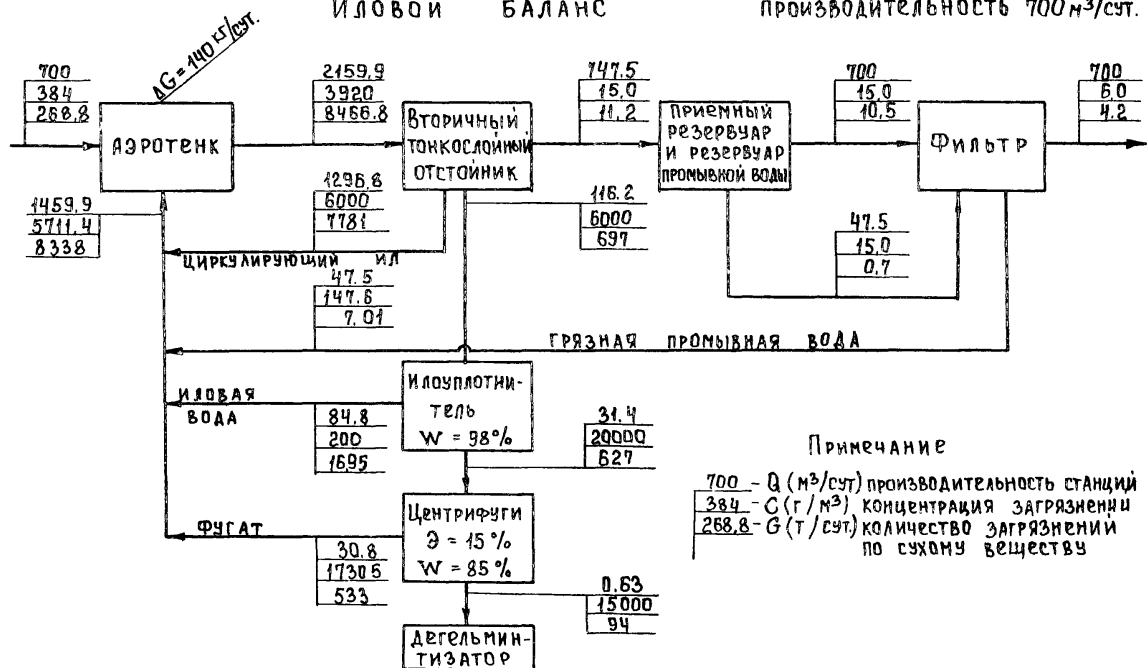 ИЛОВОЙ БАЛАНС
ПРОИЗВОДИТЕЛЬНОСТЬ 700 м³/сут.
ΔG = 140 кг/сут.
700
384
268,8
АЭРОТЕНК
2159,9
3920
8466.8
Вторичный
тонкослойный
отстойник
747.5
15,0
11,2
Приемный
резервуар
и резервуар
промывкой воды
700
15,0
10,5
Фильтр
700
6,0
4.2
1459,9
5711.4
8338
1296,8
6000
7781
циркулирующий ил
116.2
6000
697
47.5
15,0
0,7
47.5
147.6
7,01
ГРЯЗНАЯ ПРОМЫВНАЯ ВОДА
ИЛОВАЯ
ВОДА
84,8
200
1695
Илоуплотни-
тель
W = 98%
31.4
20000
627
ФУГАТ
30.8
17305
533
Центрифуги
Э = 15%
W = 85%
0,63
15000
94
Дегельмин-
тизатор
Примечание
700 - Q (м³/сут) производительность станций
384 - C (г/м³) концентрация загрязнении
268,8 - G (т/сут.) количество загрязнений
по сухому веществу